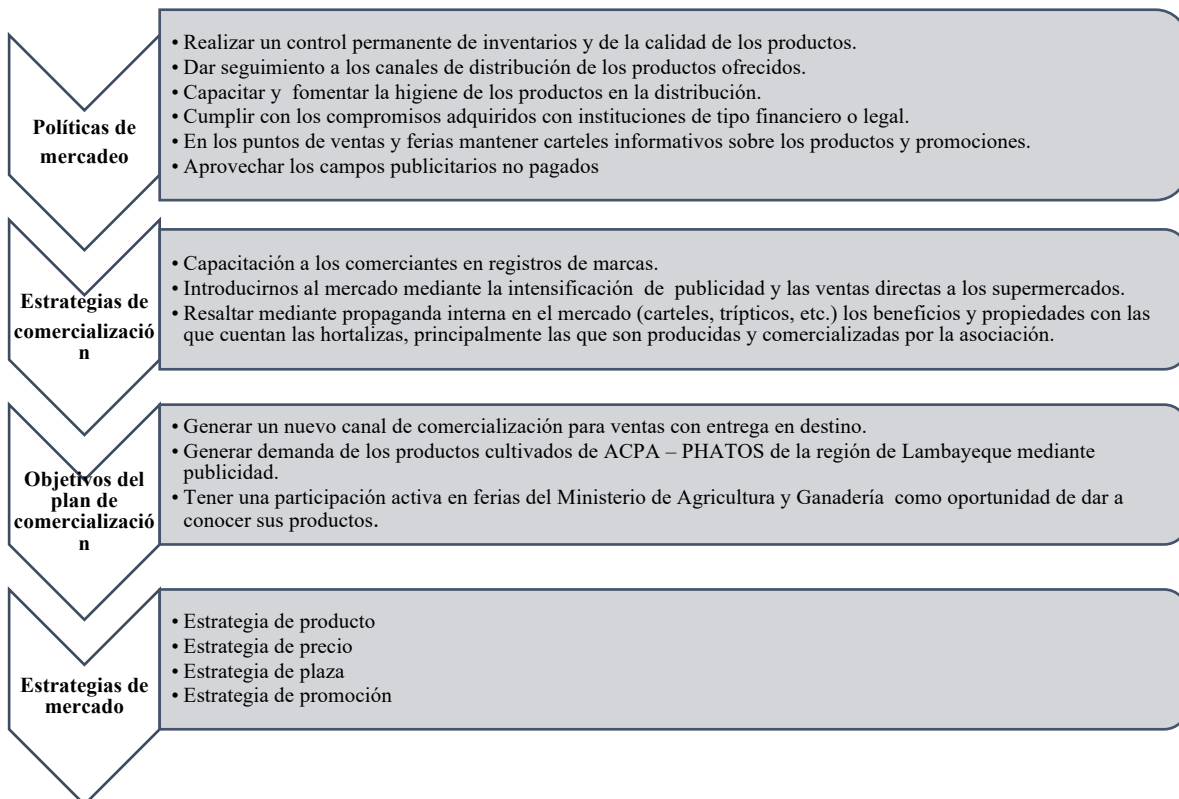 Políticas de
mercadeo
• Realizar un control permanente de inventarios y de la calidad de los productos.
• Dar seguimiento a los canales de distribución de los productos ofrecidos.
• Capacitar y  fomentar la higiene de los productos en la distribución.
• Cumplir con los compromisos adquiridos con instituciones de tipo financiero o legal.
• En los puntos de ventas y ferias mantener carteles informativos sobre los productos y promociones.
• Aprovechar los campos publicitarios no pagados
Estrategias de
comercializació
n
• Capacitación a los comerciantes en registros de marcas.
• Introducirnos al mercado mediante la intensificación  de  publicidad y las ventas directas a los supermercados.
• Resaltar mediante propaganda interna en el mercado (carteles, trípticos, etc.) los beneficios y propiedades con las
que cuentan las hortalizas, principalmente las que son producidas y comercializadas por la asociación.
Objetivos del
plan de
comercializació
n
• Generar un nuevo canal de comercialización para ventas con entrega en destino.
• Generar demanda de los productos cultivados de ACPA – PHATOS de la región de Lambayeque mediante
publicidad.
• Tener una participación activa en ferias del Ministerio de Agricultura y Ganadería  como oportunidad de dar a
conocer sus productos.
Estrategias de
mercado
• Estrategia de producto
• Estrategia de precio
• Estrategia de plaza
• Estrategia de promoción